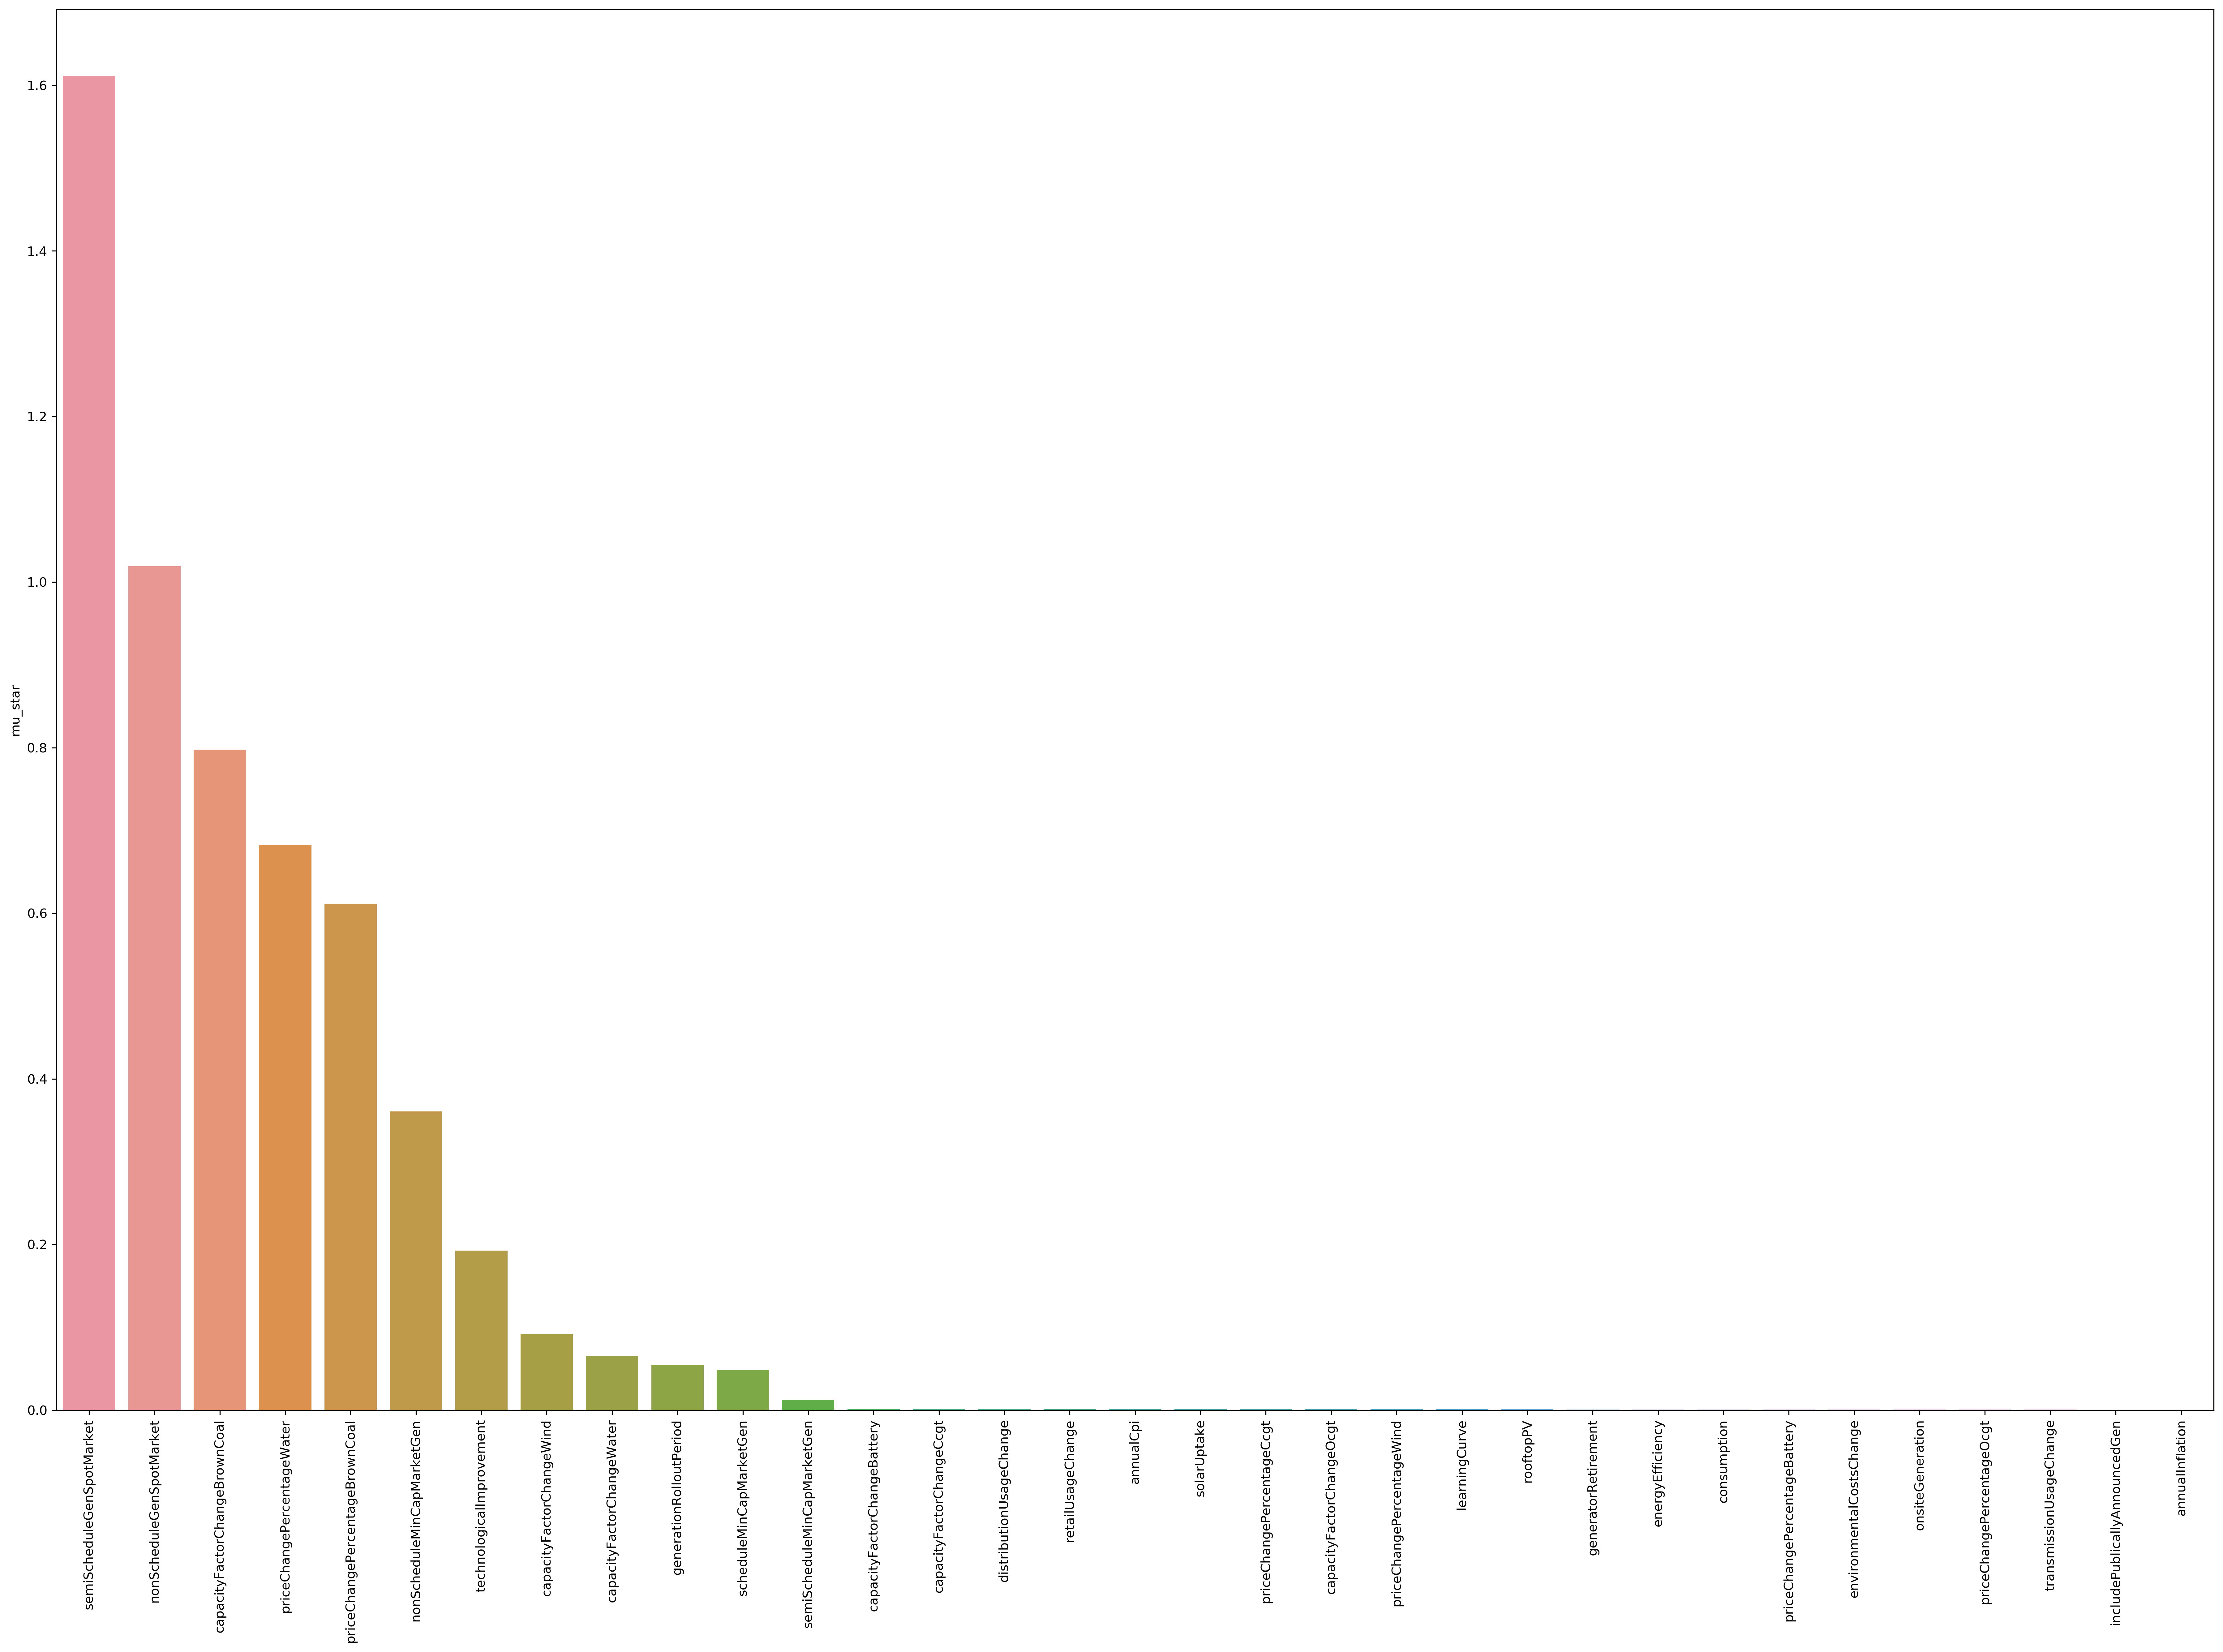 mu_star
1.6
1.4
1.2
1.0
0.8
0.6
0.4
0.2
0.0
semiScheduleGenSpotMarket
nonScheduleGenSpotMarket
capacityFactorChangeBrownCoal
priceChangePercentageWater
priceChangePercentageBrownCoal
nonScheduleMinCapMarketGen
technologicalImprovement
capacityFactorChangeWind
capacityFactorChangeWater
generationRolloutPeriod
scheduleMinCapMarketGen
semiScheduleMinCapMarketGen
capacityFactorChangeBattery
capacityFactorChangeCcgt
distributionUsageChange
retailUsageChange
annualCpi
solarUptake
priceChangePercentageCcgt
capacityFactorChangeOcgt
priceChangePercentageWind
learningCurve
rooftopPV
generatorRetirement
energyEfficiency
consumption
priceChangePercentageBattery
environmentalCostsChange
onsiteGeneration
priceChangePercentageOcgt
transmissionUsageChange
includePublicallyAnnouncedGen
annualInflation